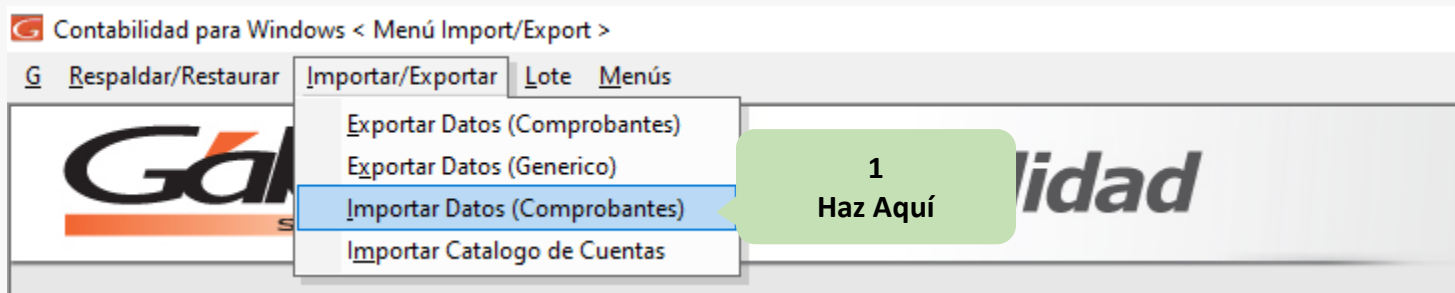 G Contabilidad para Windows < Menú Import/Export >
G Respaldar/Restaurar Importar/Exportar Lote Menús
Exportar Datos (Comprobantes)
Exportar Datos (Generico)
Importar Datos (Comprobantes)
Importar Catalogo de Cuentas
1
Haz Aquí